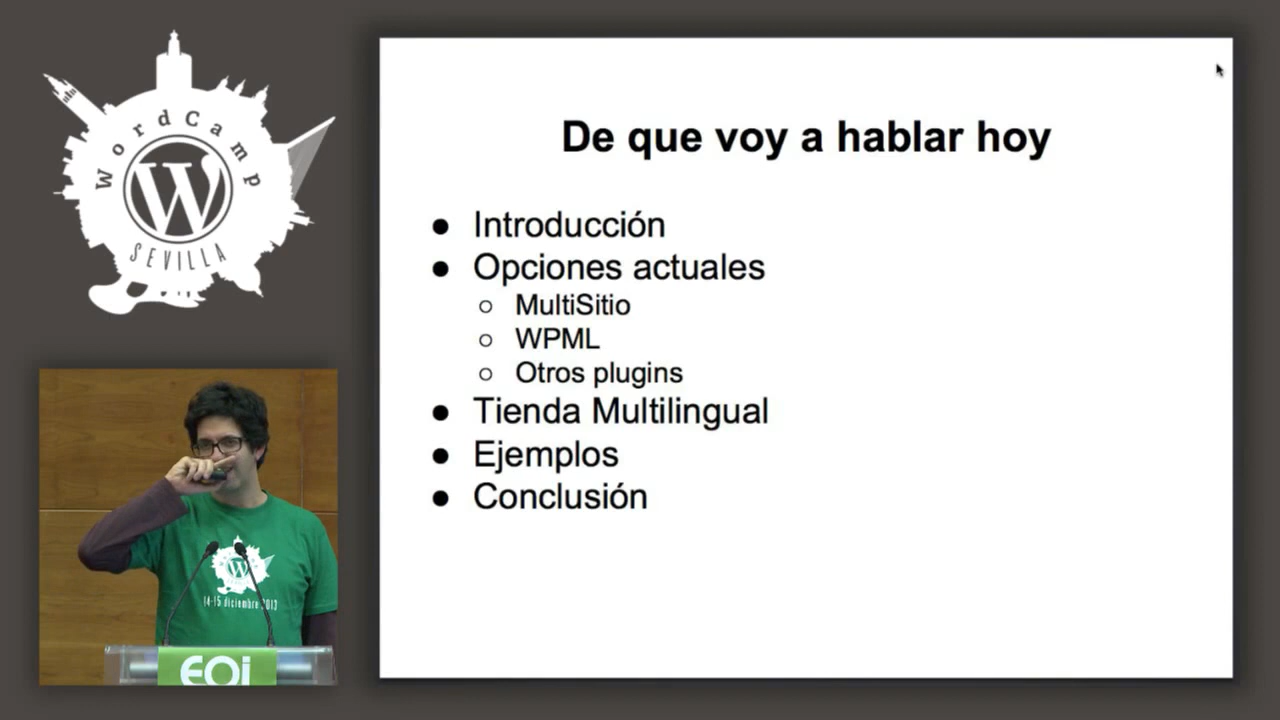 WordCamp
SEVILLA
De que voy a hablar hoy
● Introducción
● Opciones actuales
○ MultiSitio
○ WPML
○ Otros plugins
● Tienda Multilingual
● Ejemplos
● Conclusión
14-15 diciembre 2013
EOi